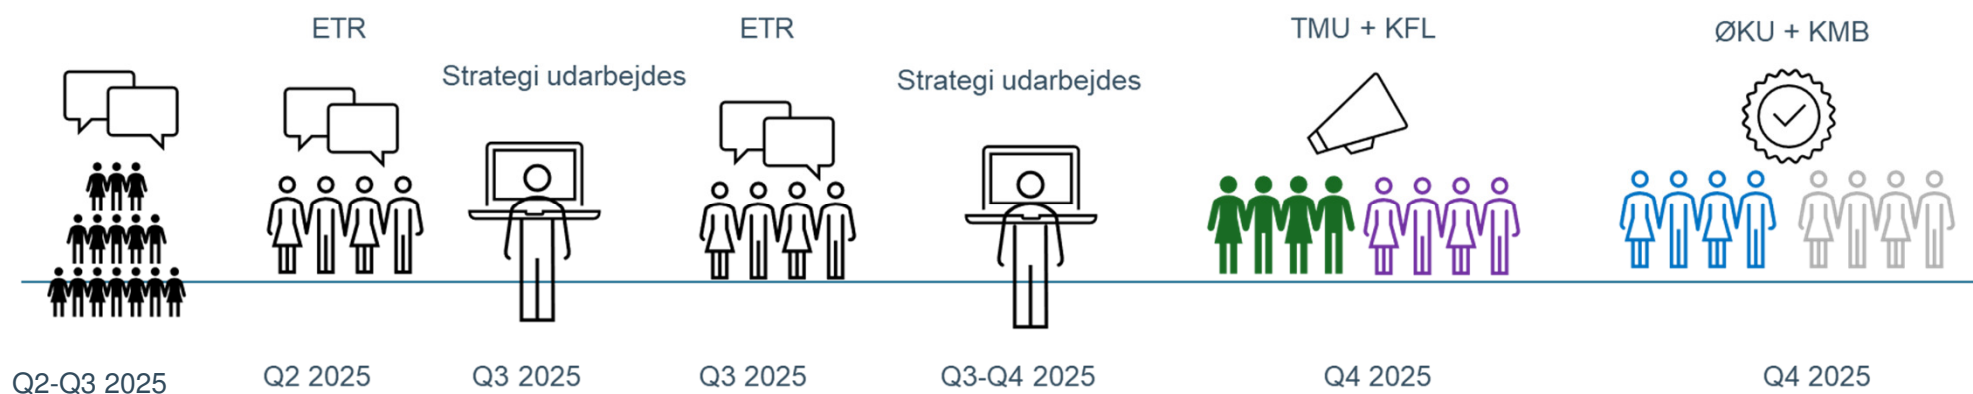 ETR
ETR
TMU + KFL
ØKU + KMB
Strategi udarbejdes
Strategi udarbejdes
Q2-Q3 2025
Q2 2025
Q3 2025
Q3 2025
Q3-Q4 2025
Q4 2025
Q4 2025